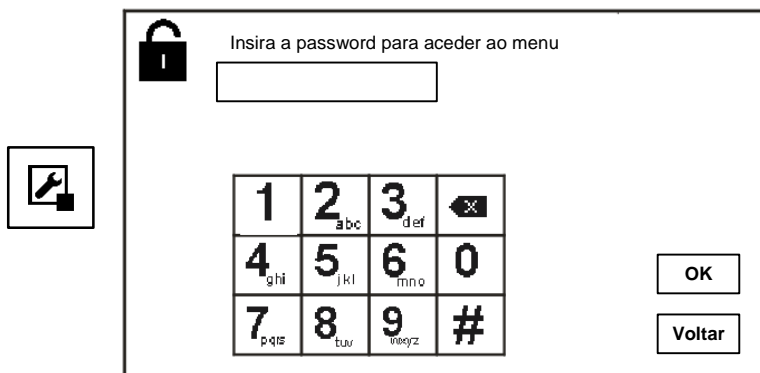 Insira a password para aceder ao menu
1 2 abc 3 def X
4 ghi 5 jkl 6 mno 0
7 pqrs 8 tuv 9 wxyz #
OK
Voltar